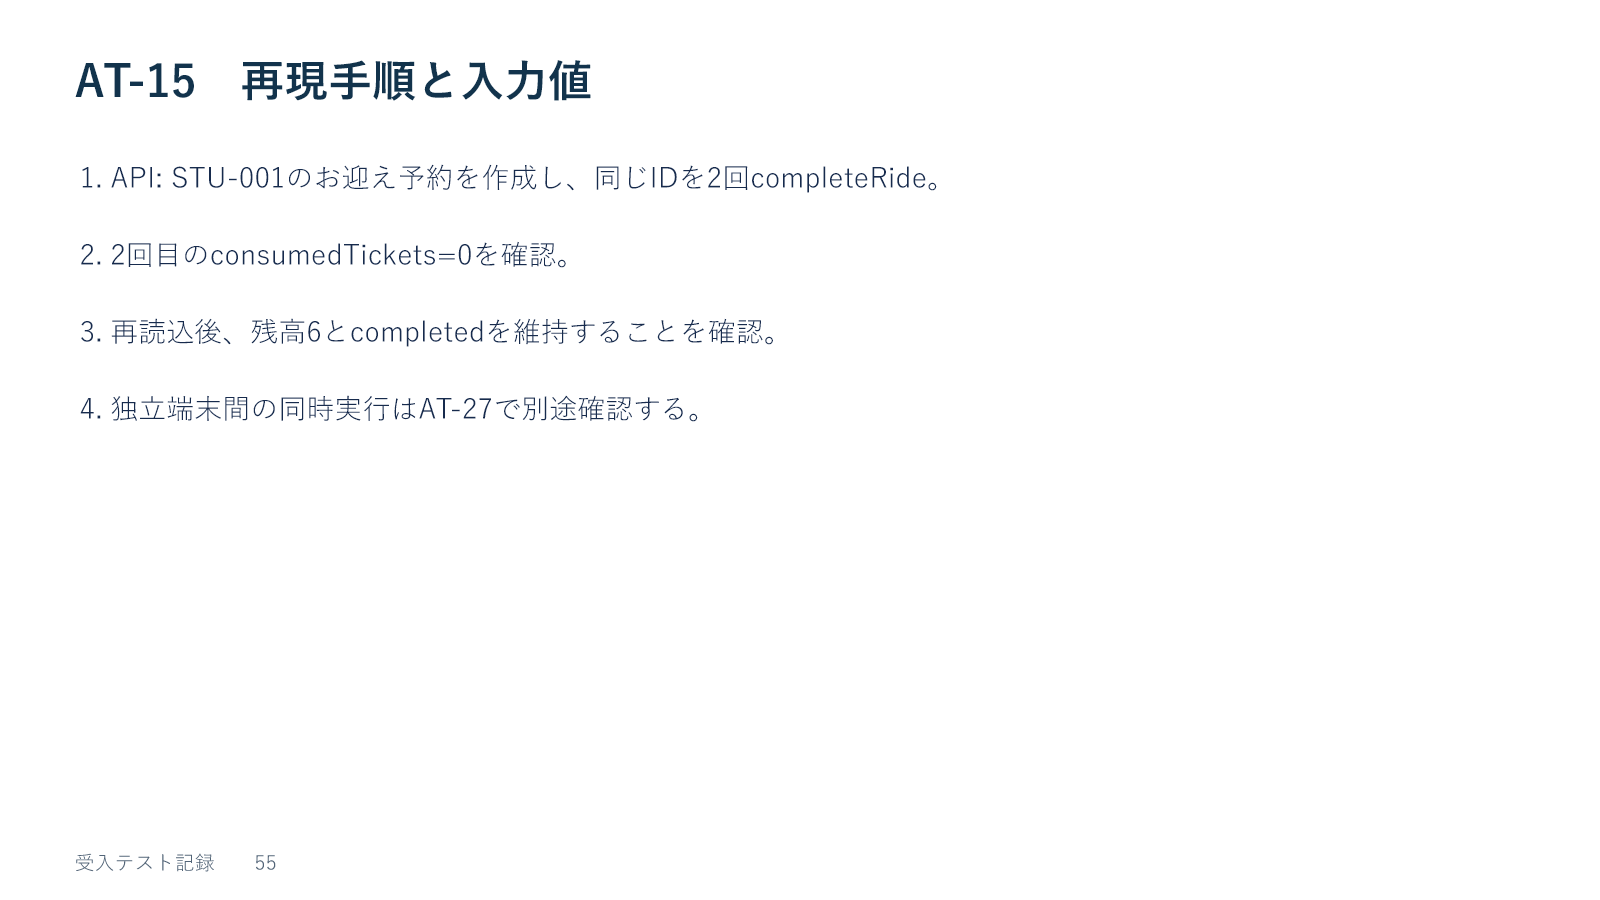 AT-15　再現手順と入力値
1. API: STU-001のお迎え予約を作成し、同じIDを2回completeRide。
2. 2回目のconsumedTickets=0を確認。
3. 再読込後、残高6とcompletedを維持することを確認。
4. 独立端末間の同時実行はAT-27で別途確認する。
受入テスト記録　　55